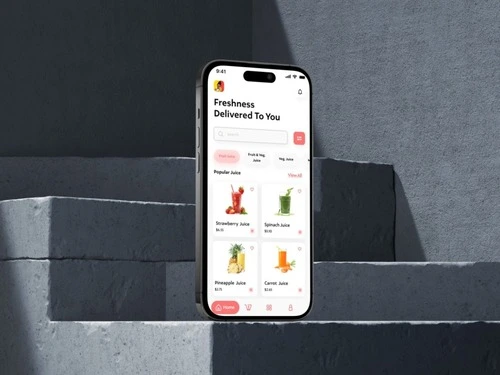 9:41
Freshness
Delivered To You
Search
Fruit & Veg
Juice
Veg. Juice
Popular Juice
View All
Strawberry Juice
Spinach Juice
Pineapple Juice
Carrot Juice
Home